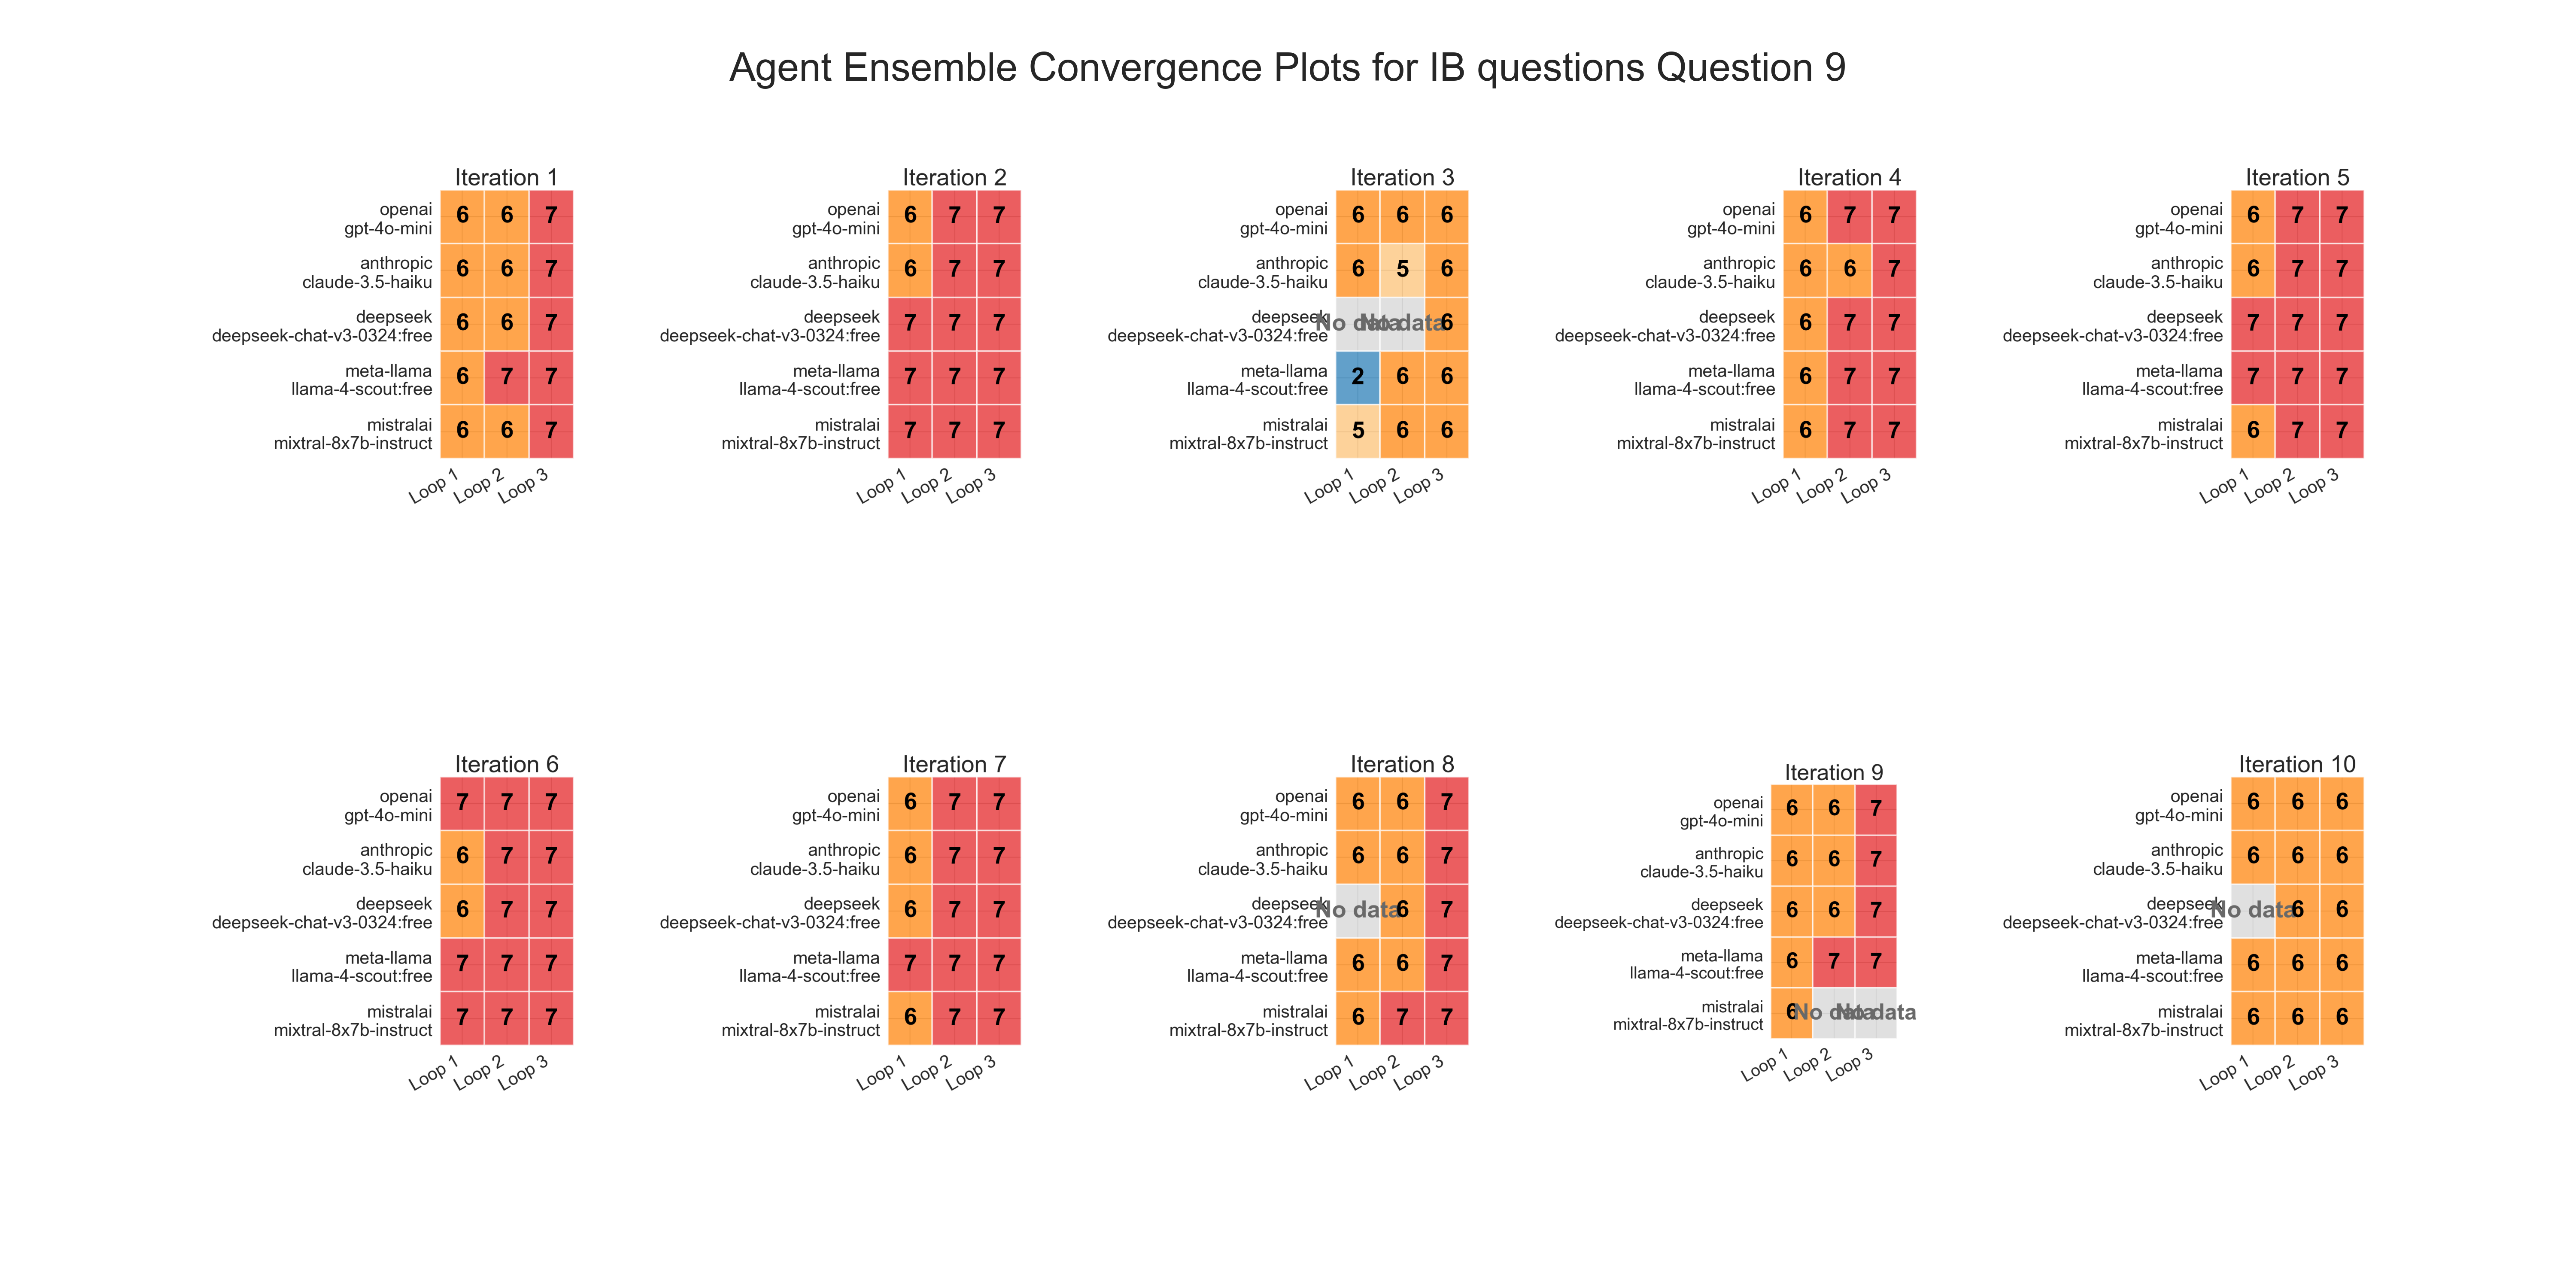 Agent Ensemble Convergence Plots for IB questions Question 9
Iteration 1
openai
gpt-4o-mini
6 6 7
anthropic
claude-3.5-haiku
6 6 7
deepseek
deepseek-chat-v3-0324:free
6 6 7
meta-llama
llama-4-scout:free
6 7 7
mistralai
mixtral-8x7b-instruct
6 6 7
Loop 1 Loop 2 Loop 3
Iteration 2
openai
gpt-4o-mini
6 7 7
anthropic
claude-3.5-haiku
6 7 7
deepseek
deepseek-chat-v3-0324:free
7 7 7
meta-llama
llama-4-scout:free
7 7 7
mistralai
mixtral-8x7b-instruct
7 7 7
Loop 1 Loop 2 Loop 3
Iteration 3
openai
gpt-4o-mini
6 6 6
anthropic
claude-3.5-haiku
6 5 6
deepseek
deepseek-chat-v3-0324:free
No data No data 6
meta-llama
llama-4-scout:free
2 6 6
mistralai
mixtral-8x7b-instruct
5 6 6
Loop 1 Loop 2 Loop 3
Iteration 4
openai
gpt-4o-mini
6 7 7
anthropic
claude-3.5-haiku
6 6 7
deepseek
deepseek-chat-v3-0324:free
6 7 7
meta-llama
llama-4-scout:free
6 7 7
mistralai
mixtral-8x7b-instruct
6 7 7
Loop 1 Loop 2 Loop 3
Iteration 5
openai
gpt-4o-mini
6 7 7
anthropic
claude-3.5-haiku
6 7 7
deepseek
deepseek-chat-v3-0324:free
7 7 7
meta-llama
llama-4-scout:free
7 7 7
mistralai
mixtral-8x7b-instruct
6 7 7
Loop 1 Loop 2 Loop 3
Iteration 6
openai
gpt-4o-mini
7 7 7
anthropic
claude-3.5-haiku
6 7 7
deepseek
deepseek-chat-v3-0324:free
6 7 7
meta-llama
llama-4-scout:free
7 7 7
mistralai
mixtral-8x7b-instruct
7 7 7
Loop 1 Loop 2 Loop 3
Iteration 7
openai
gpt-4o-mini
6 7 7
anthropic
claude-3.5-haiku
6 7 7
deepseek
deepseek-chat-v3-0324:free
6 7 7
meta-llama
llama-4-scout:free
7 7 7
mistralai
mixtral-8x7b-instruct
6 7 7
Loop 1 Loop 2 Loop 3
Iteration 8
openai
gpt-4o-mini
6 6 7
anthropic
claude-3.5-haiku
6 6 7
deepseek
deepseek-chat-v3-0324:free
No data 6 7
meta-llama
llama-4-scout:free
6 6 7
mistralai
mixtral-8x7b-instruct
6 7 7
Loop 1 Loop 2 Loop 3
Iteration 9
openai
gpt-4o-mini
6 6 7
anthropic
claude-3.5-haiku
6 6 7
deepseek
deepseek-chat-v3-0324:free
6 6 7
meta-llama
llama-4-scout:free
6 7 7
mistralai
mixtral-8x7b-instruct
6 No data No data
Loop 1 Loop 2 Loop 3
Iteration 10
openai
gpt-4o-mini
6 6 6
anthropic
claude-3.5-haiku
6 6 6
deepseek
deepseek-chat-v3-0324:free
No data 6 6
meta-llama
llama-4-scout:free
6 6 6
mistralai
mixtral-8x7b-instruct
6 6 6
Loop 1 Loop 2 Loop 3